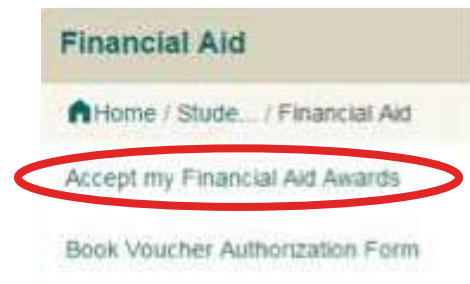 Financial Aid
Home / Stude... / Financial Aid
Accept my Financial Aid Awards
Book Voucher Authorization Form